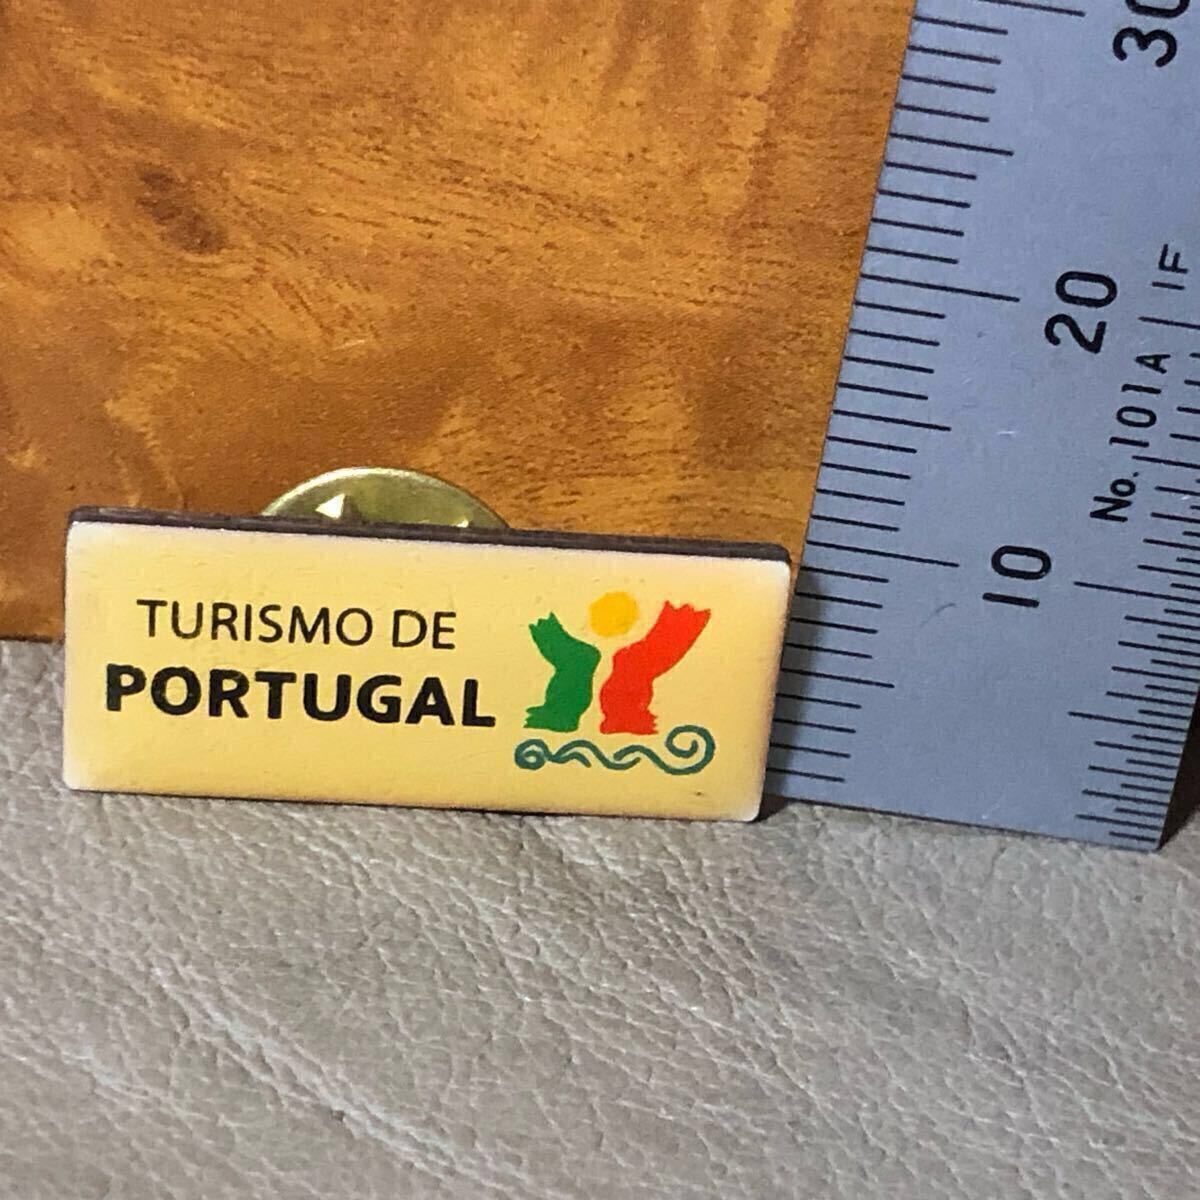 TURISMO DE
PORTUGAL
30
20
10
No. 101A IF